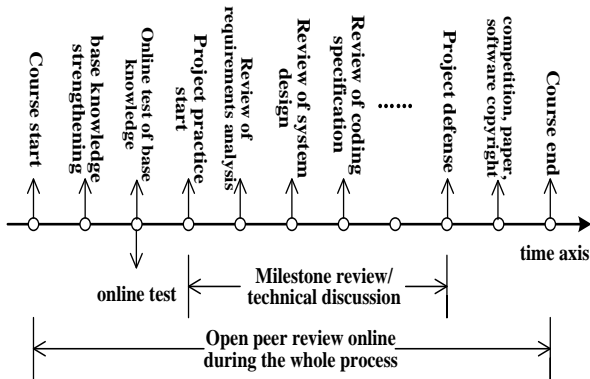 Course start
base knowledge
strengthening
Online test of base
knowledge
Project practice
start
Review of
requirements analysis
Review of system
design
Review of coding
specification
......
Project defense
competition, paper,
software copyright
Course end
time axis
online test
Milestone review/
technical discussion
Open peer review online
during the whole process